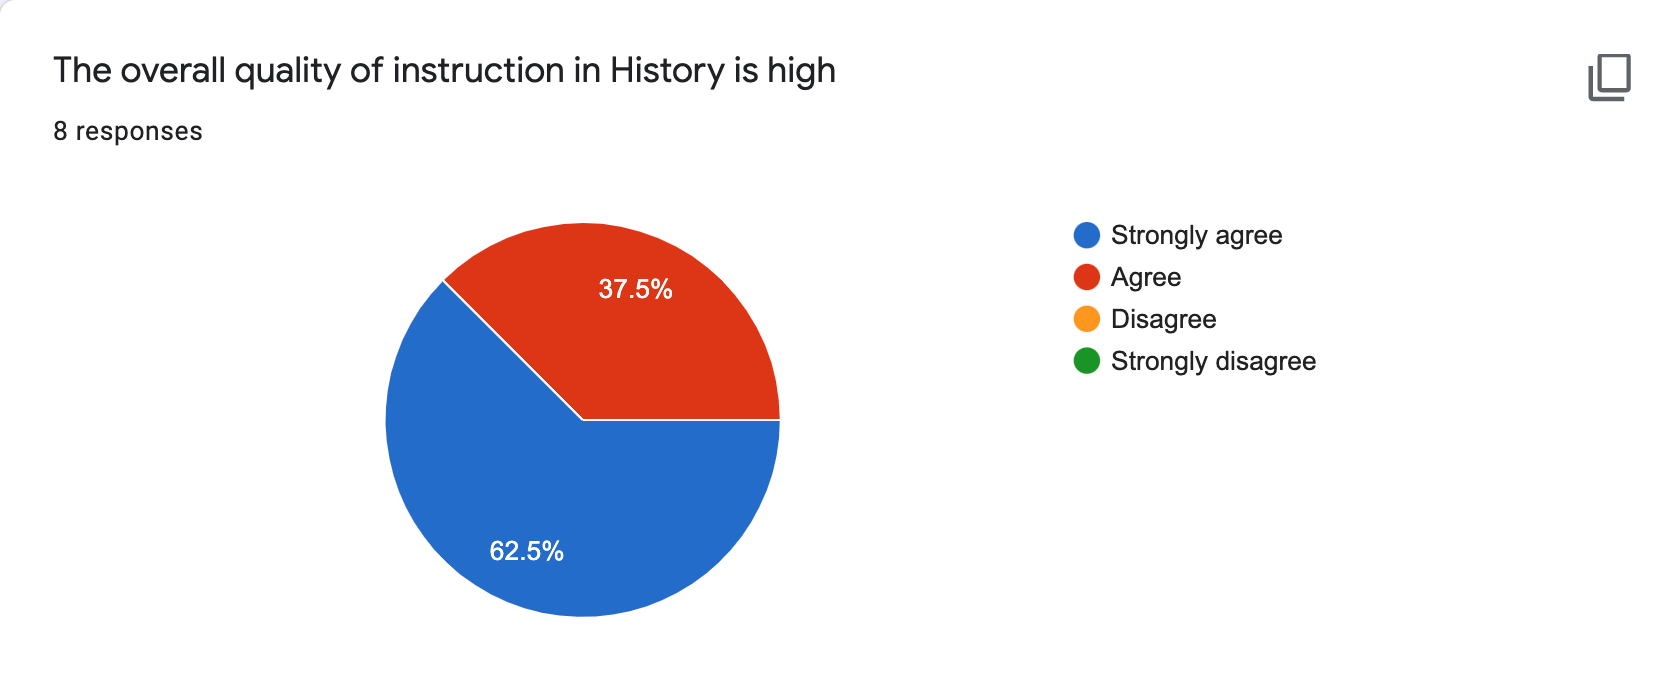 The overall quality of instruction in History is high
8 responses
37.5%
62.5%
Strongly agree
Agree
Disagree
Strongly disagree